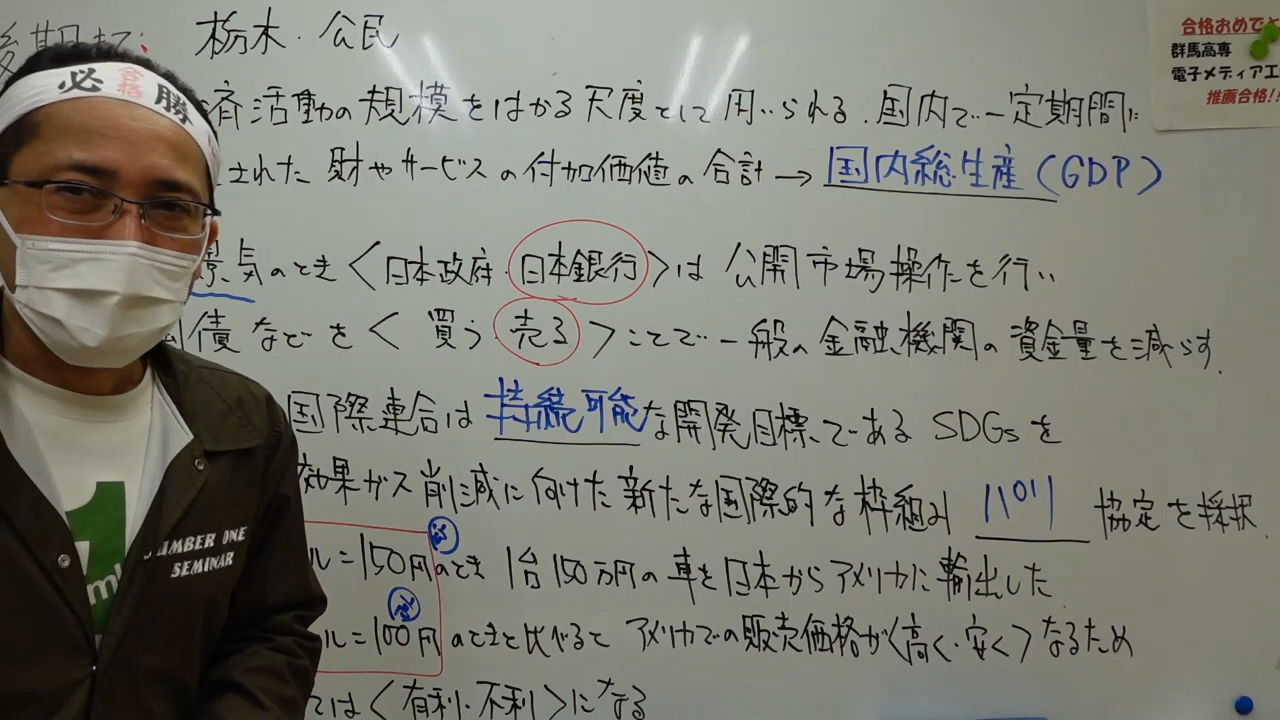 後期まで
栃木・公民
済活動の規模をはかる尺度として用いられる.国内で一定期間に
された財やサービスの付加価値の合計→国内総生産(GDP)
景気のとき〈日本政府・日本銀行〉は公開市場操作を行い
国債などを〈買う・売る〉ことで一般の金融機関の資金量を減らす.
国際連合は持続可能な開発目標であるSDGsを
効果ガス削減に向けた新たな国際的な枠組みパリ協定を採択.
ル=150円のとき1台150万円の車を日本からアメリカに輸出した
ル=100円のときと比べるとアメリカでの販売価格が〈高く・安く〉なるため
ては〈有利・不利〉になる
必合格勝
NUMBER ONE
SEMINAR
合格おめでと
群馬高専
電子メディア工
推薦合格!!